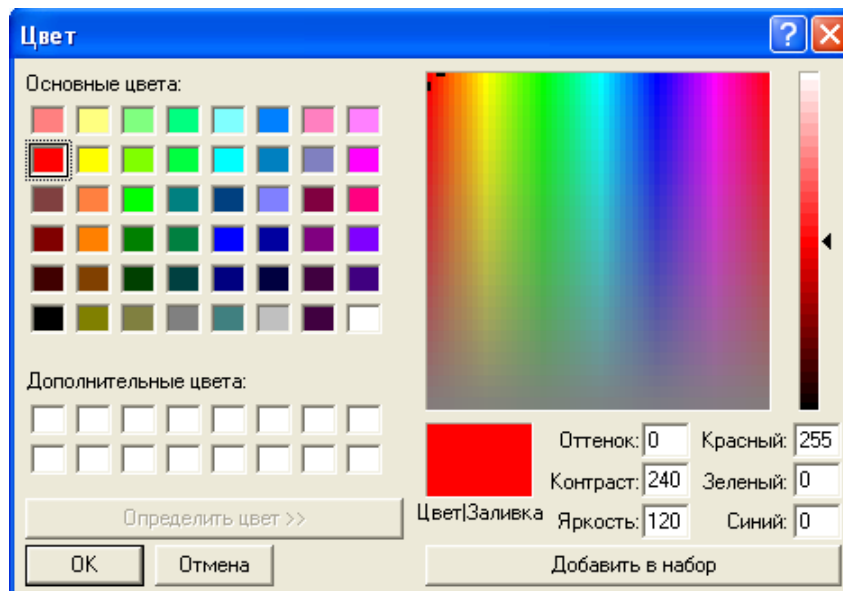 Цвет
?
Основные цвета:
Дополнительные цвета:
Оттенок: 0 Красный: 255
Контраст: 240 Зеленый: 0
Цвет|Заливка Яркость: 120 Синий: 0
Определить цвет >>
OK Отмена Добавить в набор